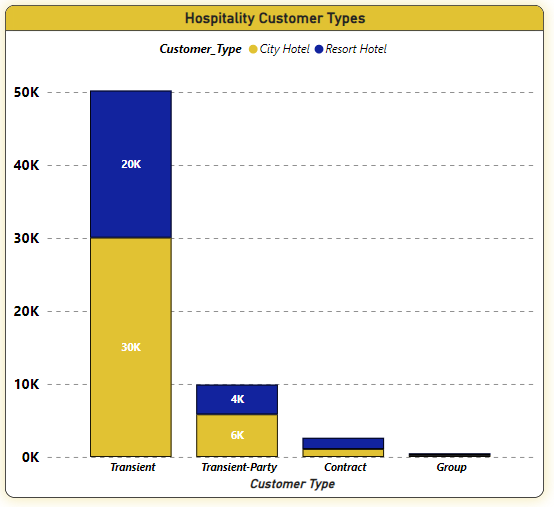 Hospitality Customer Types
Customer_Type City Hotel Resort Hotel
50K
40K
30K
20K
10K
0K
20K
30K
4K
6K
Transient Transient-Party Contract Group
Customer Type